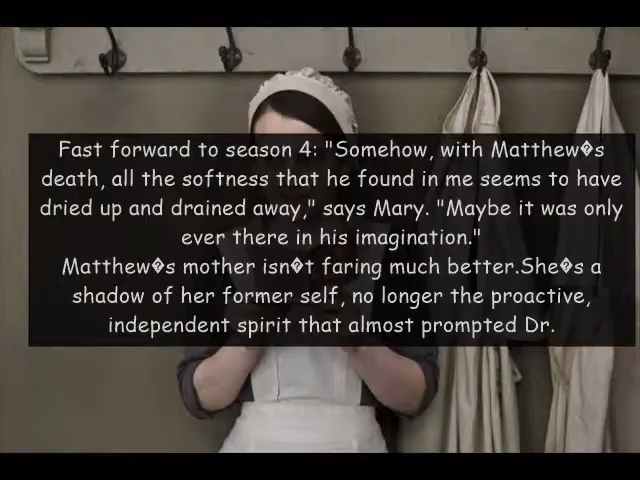 Fast forward to season 4: "Somehow, with Matthew�s
death, all the softness that he found in me seems to have
dried up and drained away," says Mary. "Maybe it was only
ever there in his imagination."
Matthew�s mother isn�t faring much better.She�s a
shadow of her former self, no longer the proactive,
independent spirit that almost prompted Dr.